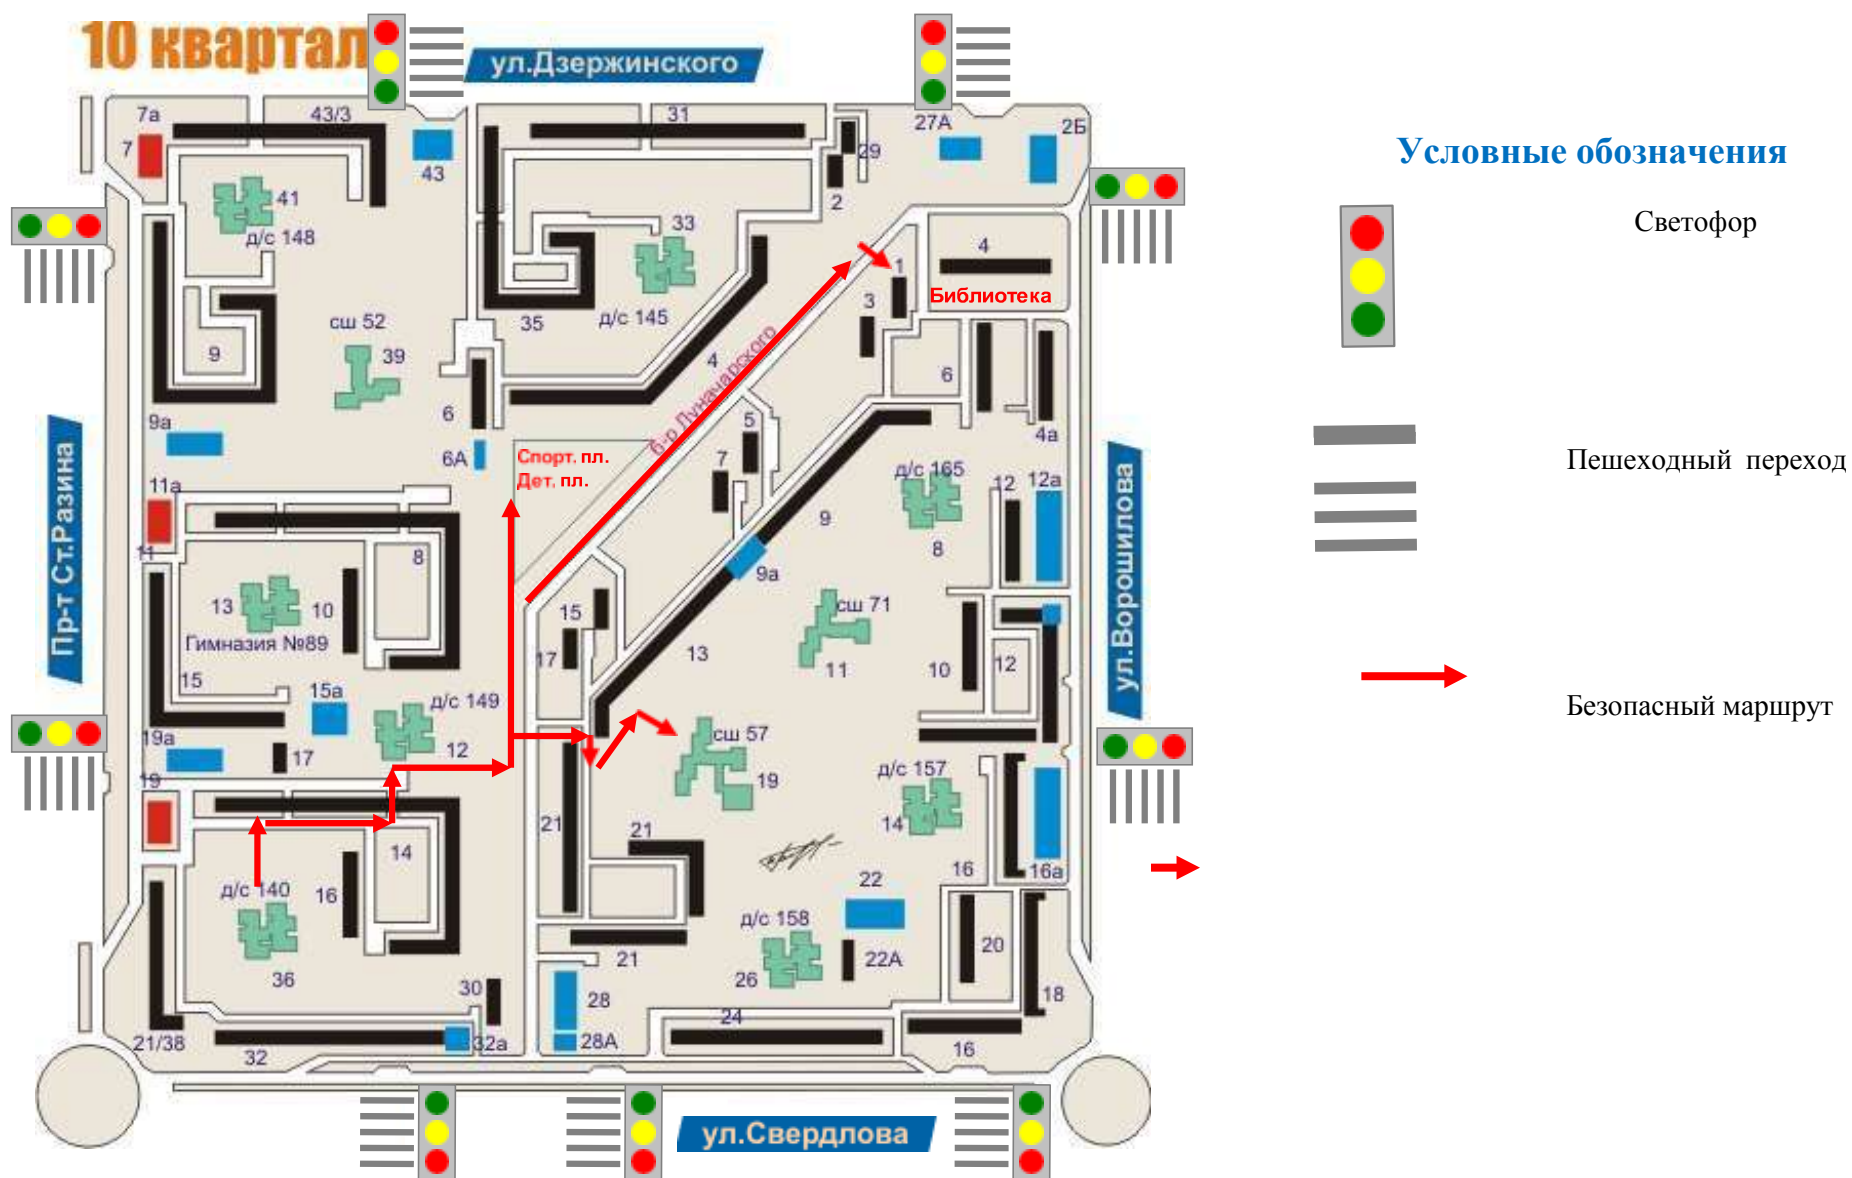 10 квартал
ул.Дзержинского
7а
43/3
31
27А
2Б
7
43
29
2
41
д/с 148
33
4
1
3
Библиотека
сш 52
35
д/с 145
39
9
4
6
б-р Луначарского
6
9а
5
4а
6А
Спорт. пл.
Дет. пл.
7
д/с 165
11а
12
12а
9
11
8
8
9а
13
10
15
сш 71
Гимназия №89
17
13
11
10
12
15
15а
д/с 149
19а
17
12
сш 57
19
19
д/с 157
14
21
21
14
д/с 140
16
22
16
16а
д/с 158
20
36
21
26
22А
30
28
18
21/38
32
32а
28А
24
16
Пр-т Ст.Разина
ул.Ворошилова
ул.Свердлова
Условные обозначения
Светофор
Пешеходный переход
Безопасный маршрут